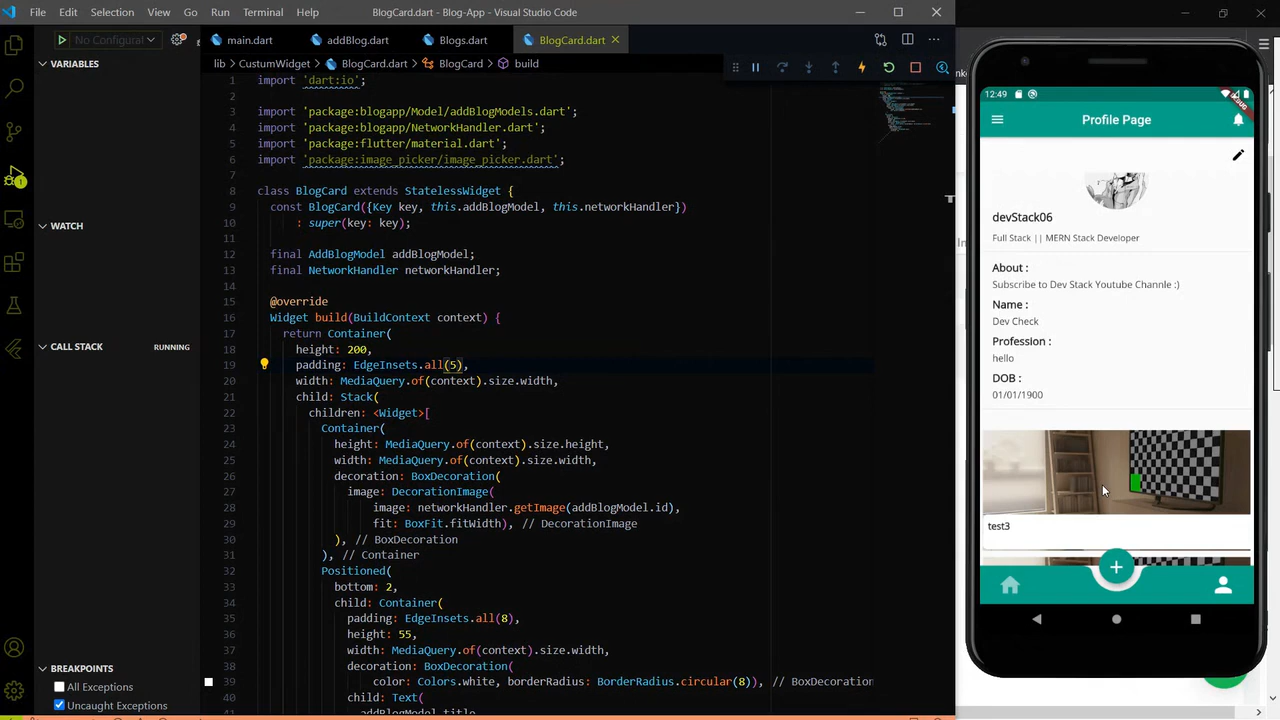 File Edit Selection View Go Run Terminal Help BlogCard.dart - Blog-App - Visual Studio Code
No Configurat
main.dart addBlog.dart Blogs.dart BlogCard.dart
lib > CustumWidget > BlogCard.dart > BlogCard > build
VARIABLES
WATCH
CALL STACK RUNNING
BREAKPOINTS
All Exceptions
Uncaught Exceptions
1
1 import 'dart:io';
2
3 import 'package:blogapp/Model/addBlogModels.dart';
4 import 'package:blogapp/NetworkHandler.dart';
5 import 'package:flutter/material.dart';
6 import 'package:image_picker/image_picker.dart';
7
8 class BlogCard extends StatelessWidget {
9 const BlogCard({Key key, this.addBlogModel, this.networkHandler})
10 : super(key: key);
11
12 final AddBlogModel addBlogModel;
13 final NetworkHandler networkHandler;
14
15 @override
16 Widget build(BuildContext context) {
17 return Container(
18 height: 200,
19 padding: EdgeInsets.all(5),
20 width: MediaQuery.of(context).size.width,
21 child: Stack(
22 children: <Widget>[
23 Container(
24 height: MediaQuery.of(context).size.height,
25 width: MediaQuery.of(context).size.width,
26 decoration: BoxDecoration(
27 image: DecorationImage(
28 image: networkHandler.getImage(addBlogModel.id),
29 fit: BoxFit.fitWidth), // DecorationImage
30 ), // BoxDecoration
31 ), // Container
32 Positioned(
33 bottom: 2,
34 child: Container(
35 padding: EdgeInsets.all(8),
36 height: 55,
37 width: MediaQuery.of(context).size.width,
38 decoration: BoxDecoration(
39 color: Colors.white, borderRadius: BorderRadius.circular(8)), // BoxDecoration
40 child: Text(
41 addBlogModel.title
12:49
DEBUG
Profile Page
devStack06
Full Stack || MERN Stack Developer
About :
Subscribe to Dev Stack Youtube Channle :)
Name :
Dev Check
Profession :
hello
DOB :
01/01/1900
test3